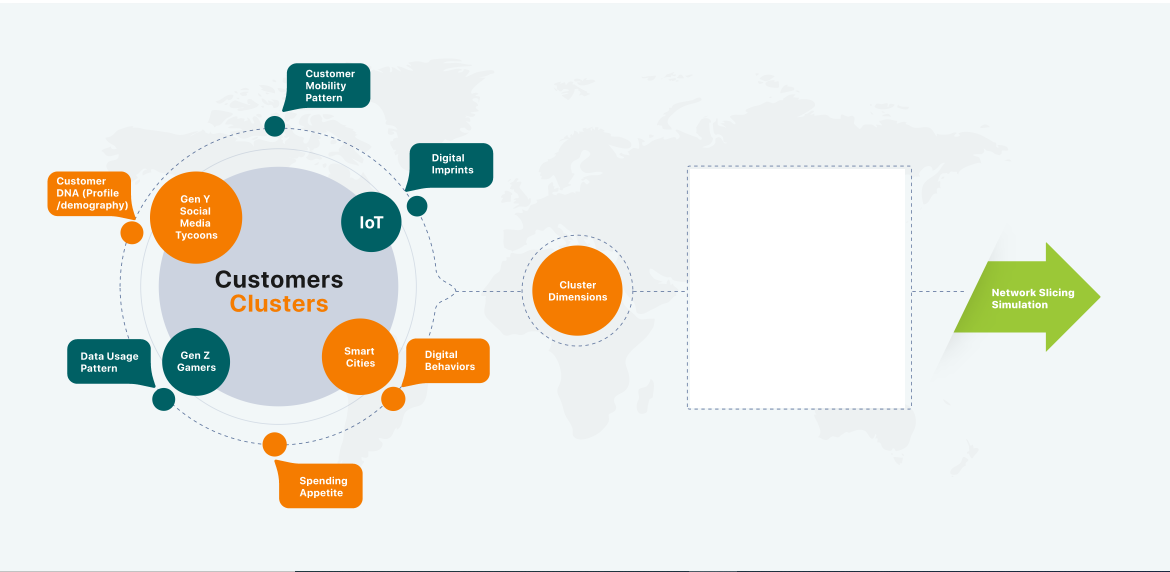 Customer
Mobility
Pattern
Digital
Imprints
Customer
DNA (Profile
/demography)
Gen Y
Social
Media
Tycoons
IoT
Customers
Clusters
Cluster
Dimensions
Network Slicing
Simulation
Data Usage
Pattern
Gen Z
Gamers
Smart
Cities
Digital
Behaviors
Spending
Appetite